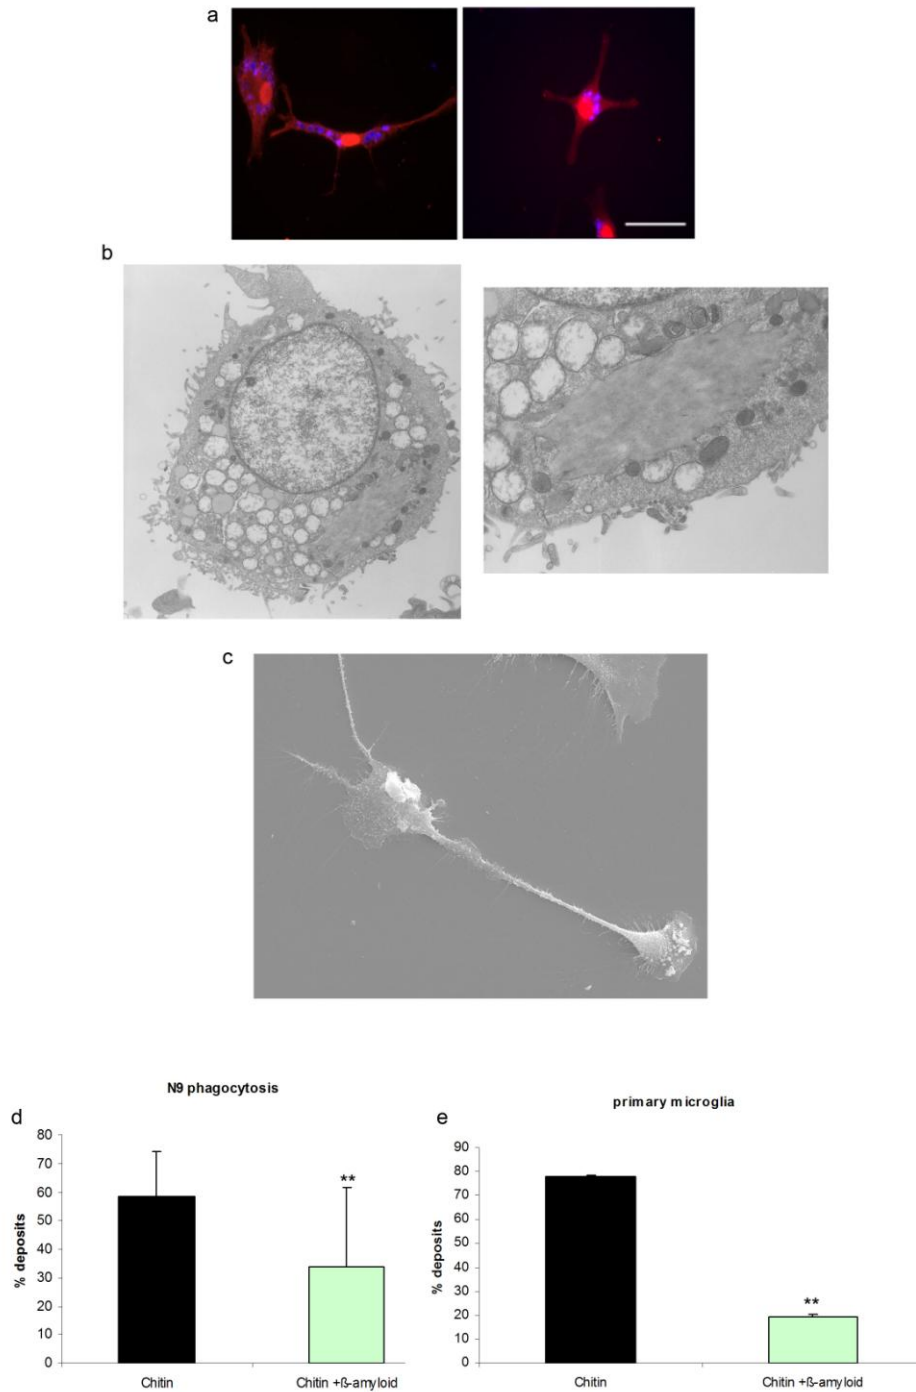 a
b
c
N9 phagocytosis
d
80
70
60
50
40
30
20
10
0
% deposits
**
Chitin
Chitin +ß-amyloid
primary microglia
e
90
80
70
60
50
40
30
20
10
0
% deposits
**
Chitin
Chitin +ß-amyloid